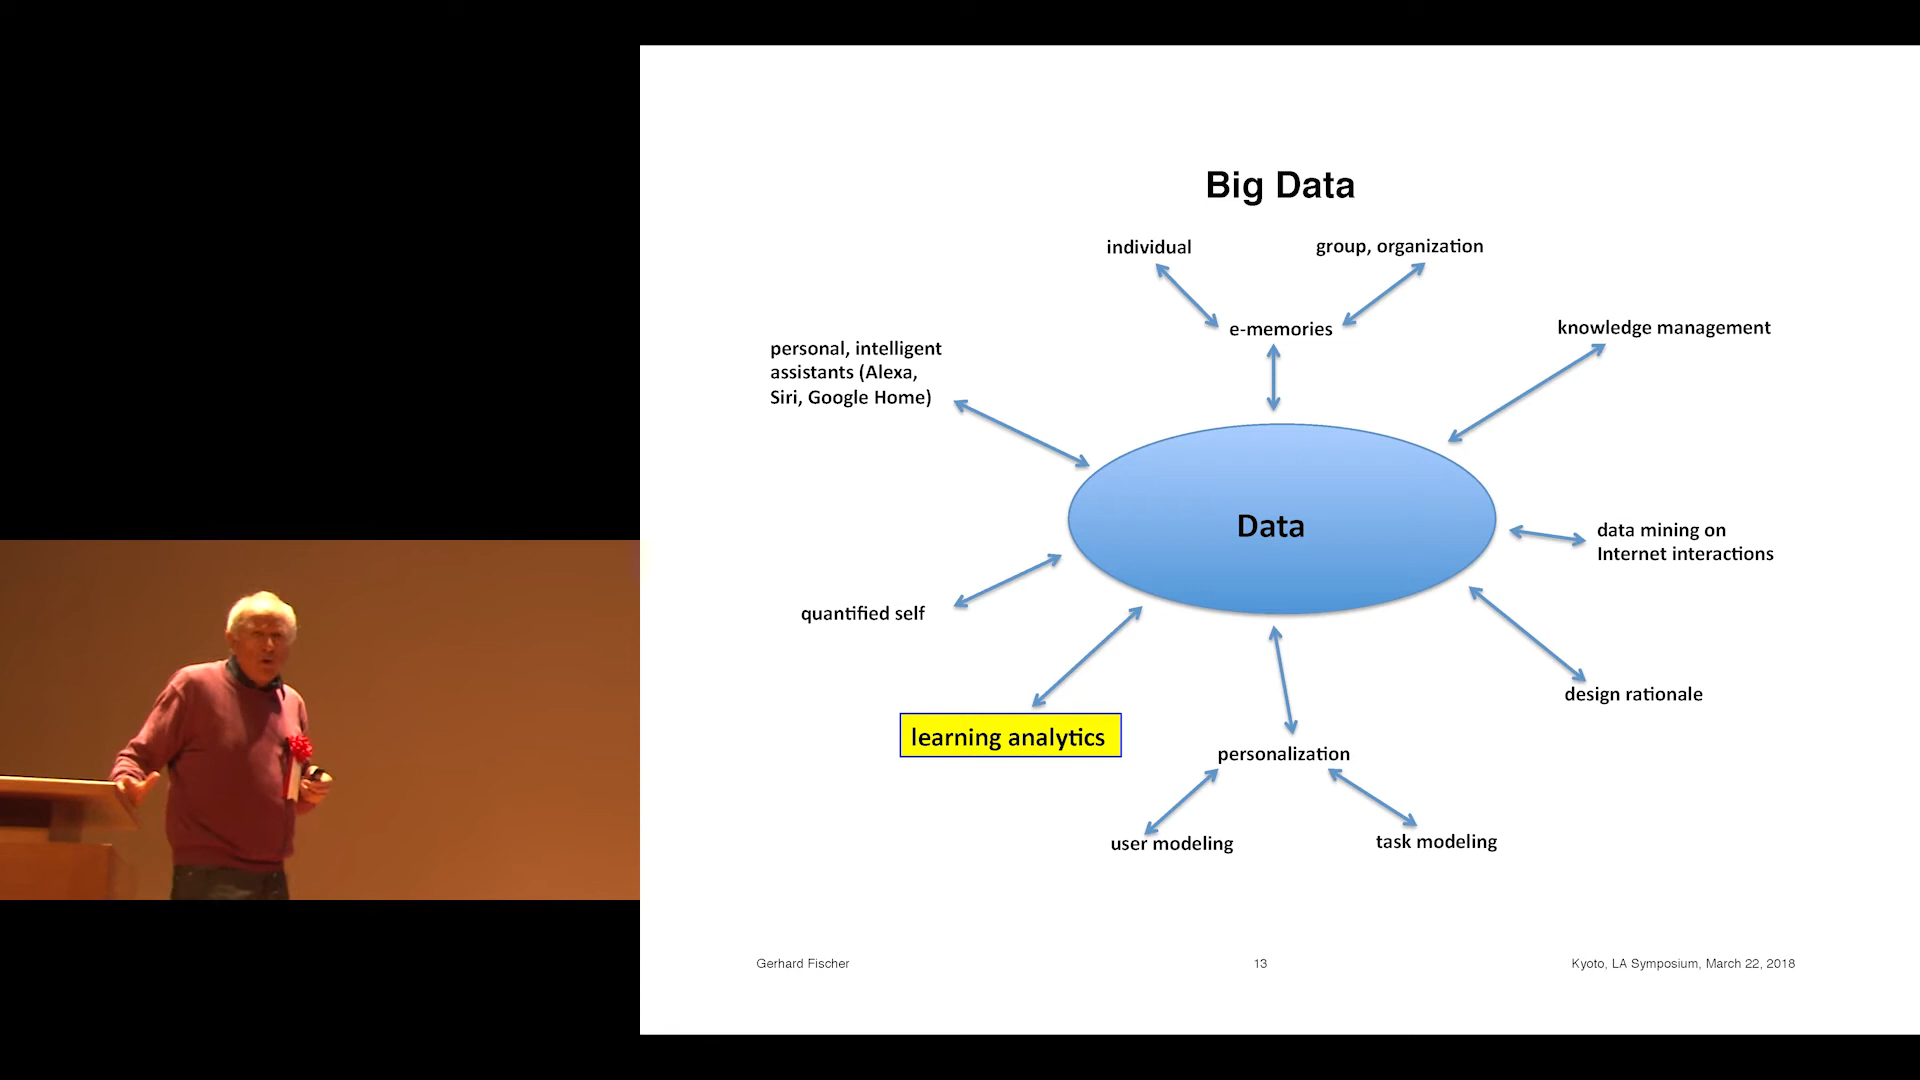 Big Data
individual
group, organization
e-memories
knowledge management
personal, intelligent
assistants (Alexa,
Siri, Google Home)
Data
data mining on
Internet interactions
quantified self
design rationale
learning analytics
personalization
user modeling
task modeling
Gerhard Fischer
13
Kyoto, LA Symposium, March 22, 2018